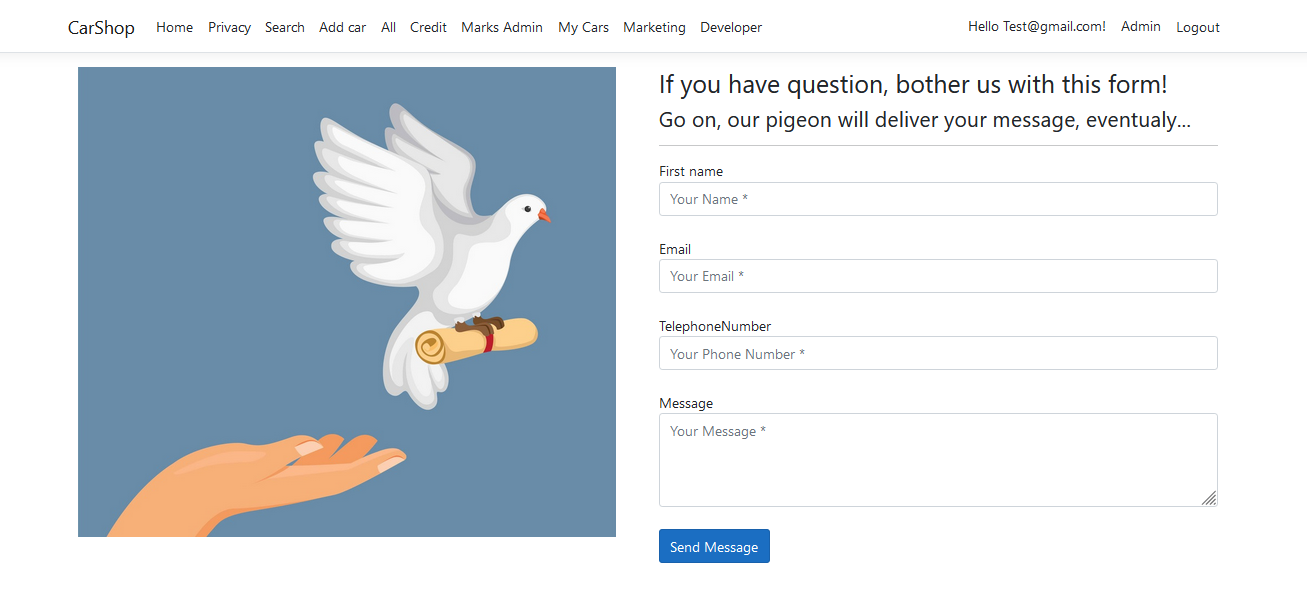 CarShop Home Privacy Search Add car All Credit Marks Admin My Cars Marketing Developer Hello Test@gmail.com! Admin Logout
If you have question, bother us with this form!
Go on, our pigeon will deliver your message, eventualy...
First name
Your Name *
Email
Your Email *
TelephoneNumber
Your Phone Number *
Message
Your Message *
Send Message